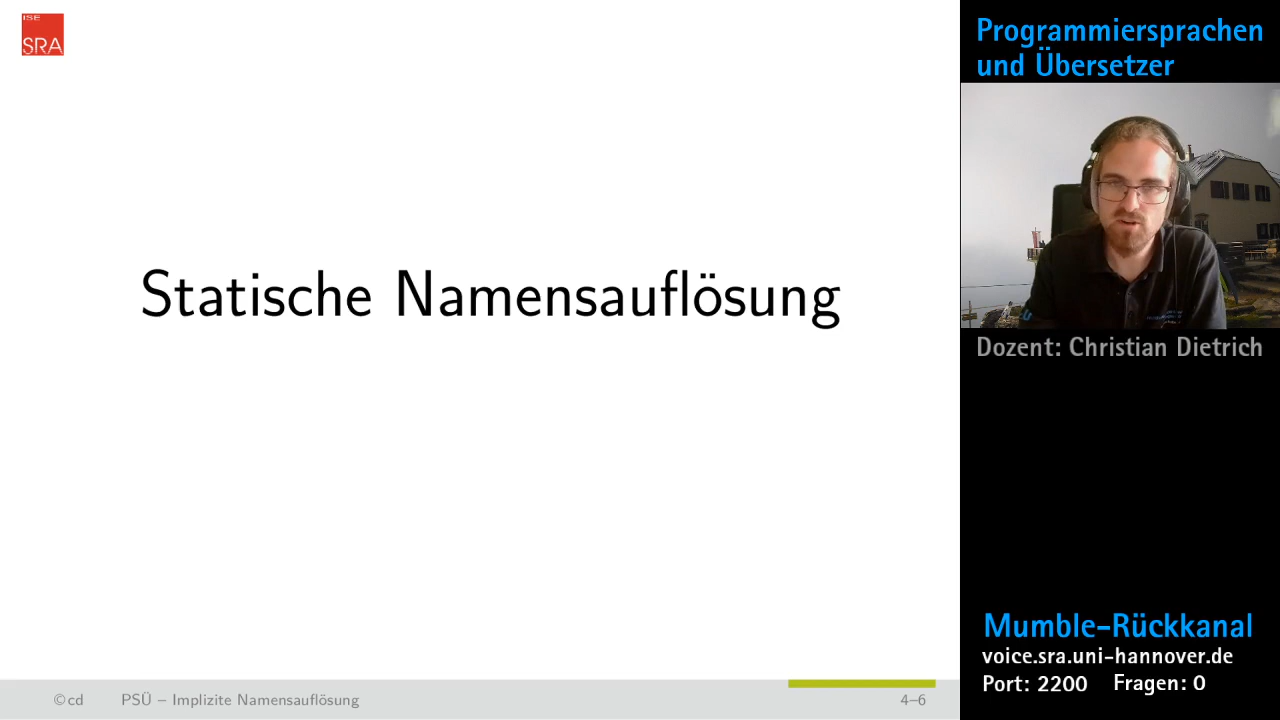 ISE
SRA
Statische Namensauflösung
©cd PSÜ – Implizite Namensauflösung 4–6
Programmiersprachen
und Übersetzer
Dozent: Christian Dietrich
Mumble-Rückkanal
voice.sra.uni-hannover.de
Port: 2200 Fragen: 0